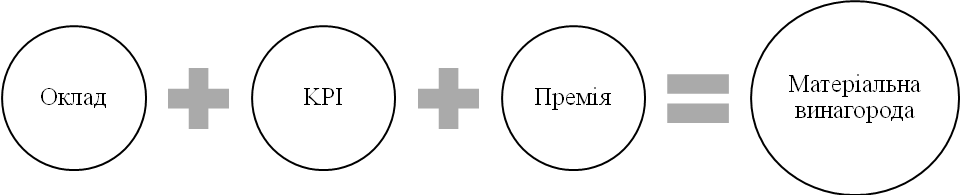 Оклад
KPI
Премія
Матеріальна
винагорода